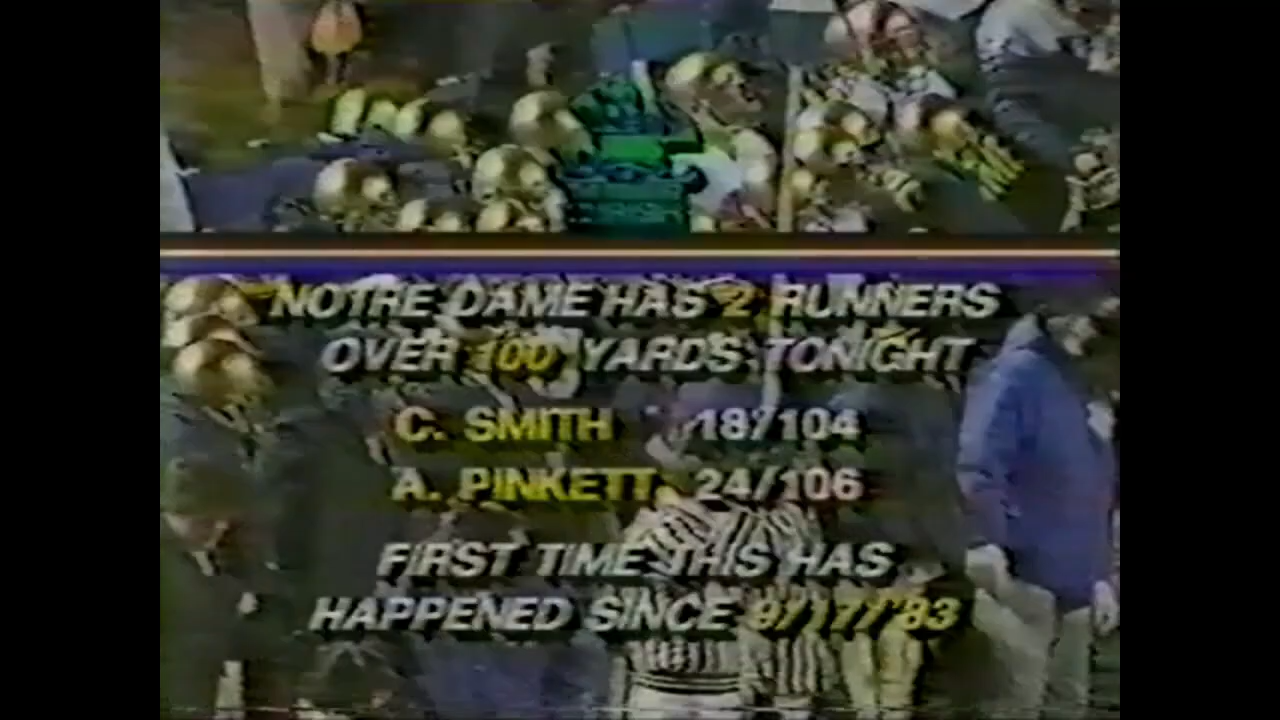 NOTRE DAME HAS 2 RUNNERS
OVER 100 YARDS TONIGHT
C. SMITH 18/104
A. PINKETT 24/106
FIRST TIME THIS HAS
HAPPENED SINCE 9/17/'83